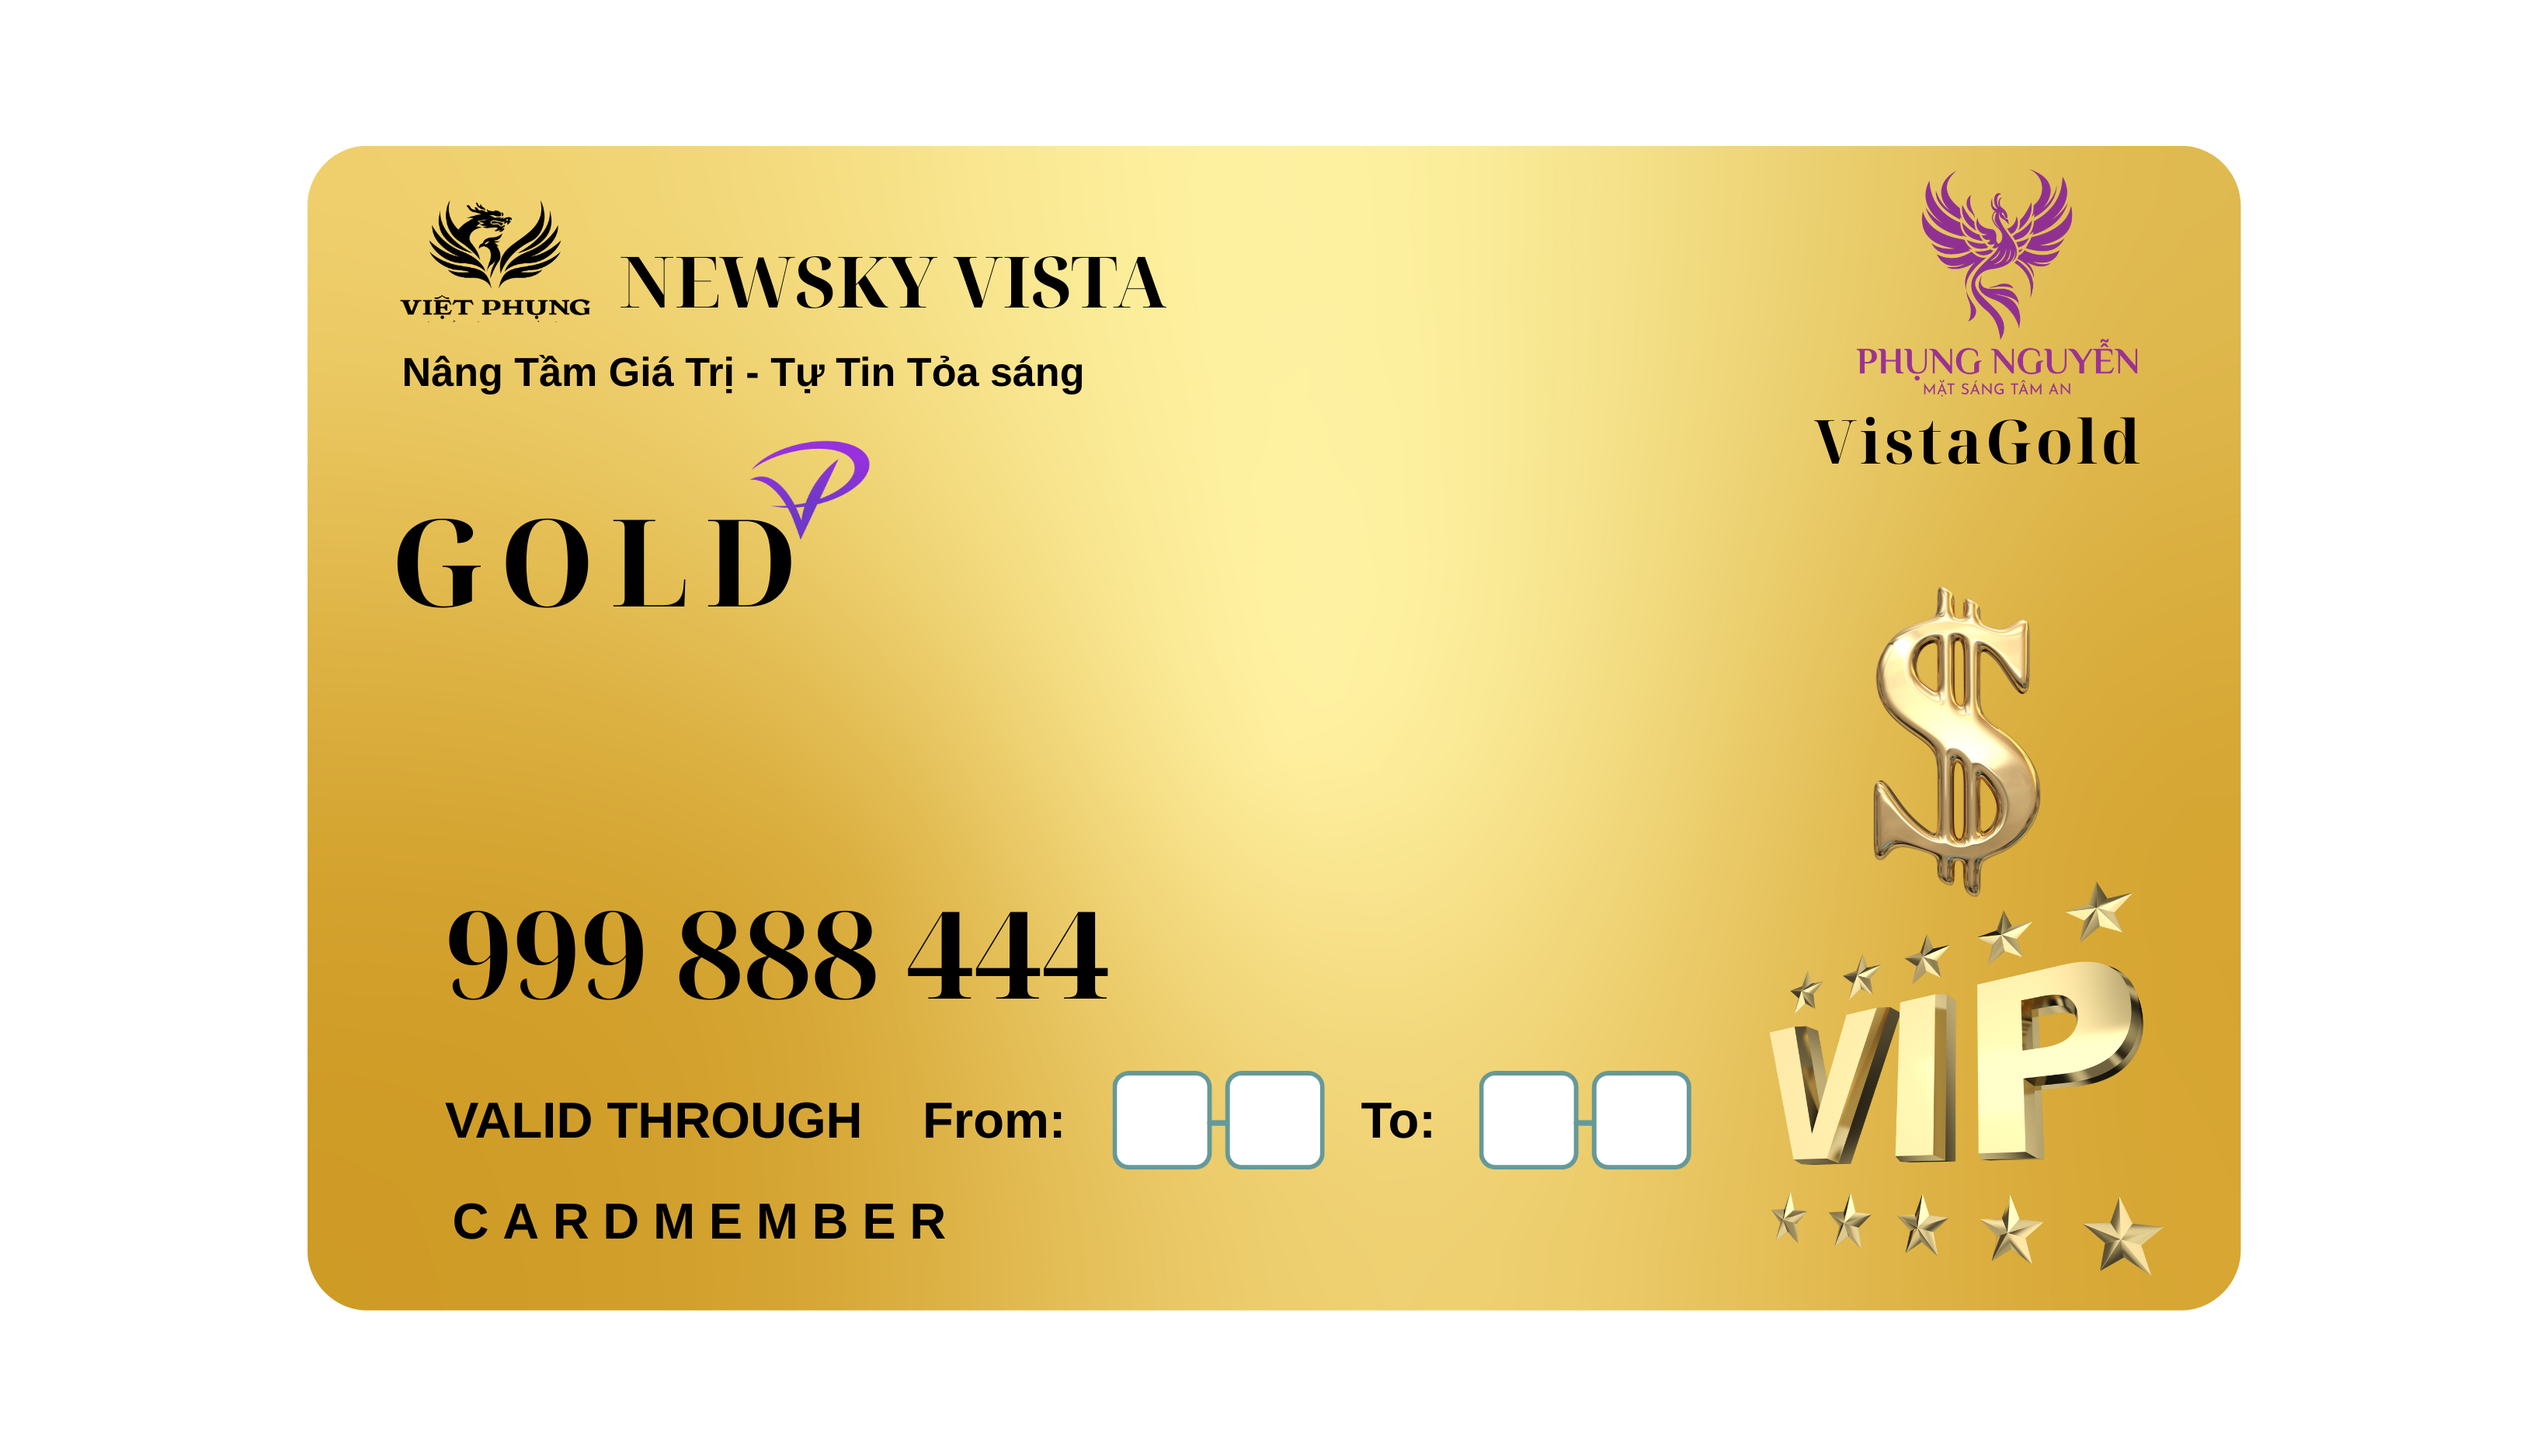 VIỆT PHỤNG
NEWSKY VISTA
Nâng Tầm Giá Trị - Tự Tin Tỏa sáng
PHỤNG NGUYỄN
MẶT SÁNG TÂM AN
VistaGold
GOLD
VP
$
999 888 444
VIP
VALID THROUGH From: To:
CARDMEMBER